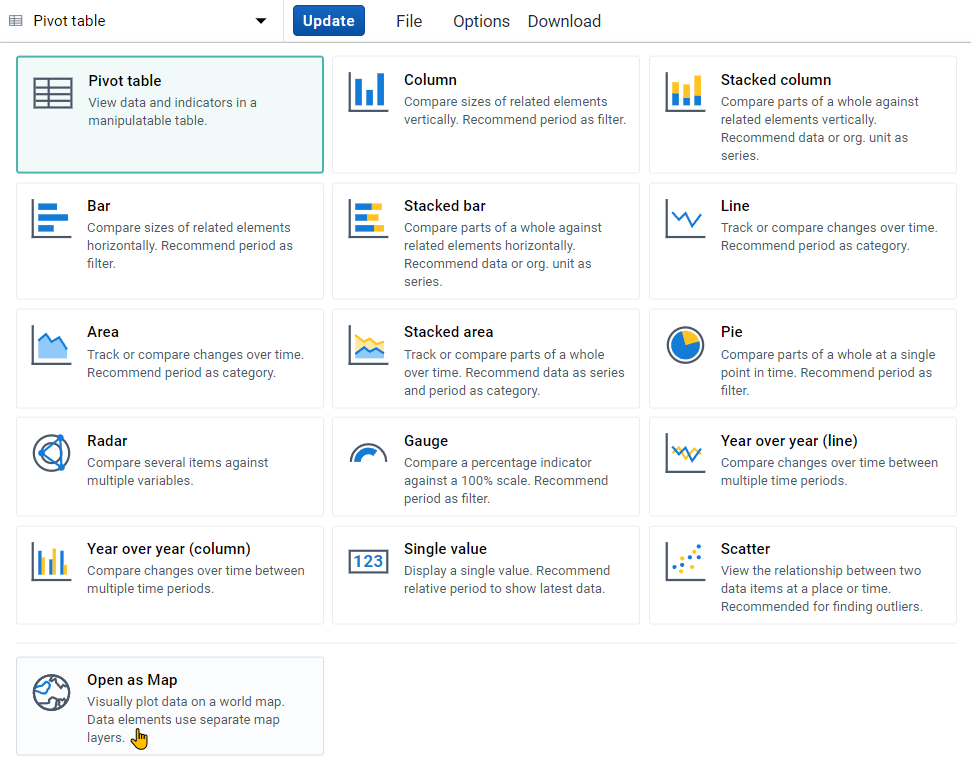 Pivot table
Update
File
Options
Download
Pivot table
View data and indicators in a
manipulatable table.
Column
Compare sizes of related elements
vertically. Recommend period as filter.
Stacked column
Compare parts of a whole against
related elements vertically.
Recommend data or org. unit as
series.
Bar
Compare sizes of related elements
horizontally. Recommend period as
filter.
Stacked bar
Compare parts of a whole against
related elements horizontally.
Recommend data or org. unit as
series.
Line
Track or compare changes over time.
Recommend period as category.
Area
Track or compare changes over time.
Recommend period as category.
Stacked area
Track or compare parts of a whole
over time. Recommend data as series
and period as category.
Pie
Compare parts of a whole at a single
point in time. Recommend period as
filter.
Radar
Compare several items against
multiple variables.
Gauge
Compare a percentage indicator
against a 100% scale. Recommend
period as filter.
Year over year (line)
Compare changes over time between
multiple time periods.
Year over year (column)
Compare changes over time between
multiple time periods.
123
Single value
Display a single value. Recommend
relative period to show latest data.
Scatter
View the relationship between two
data items at a place or time.
Recommended for finding outliers.
Open as Map
Visually plot data on a world map.
Data elements use separate map
layers.